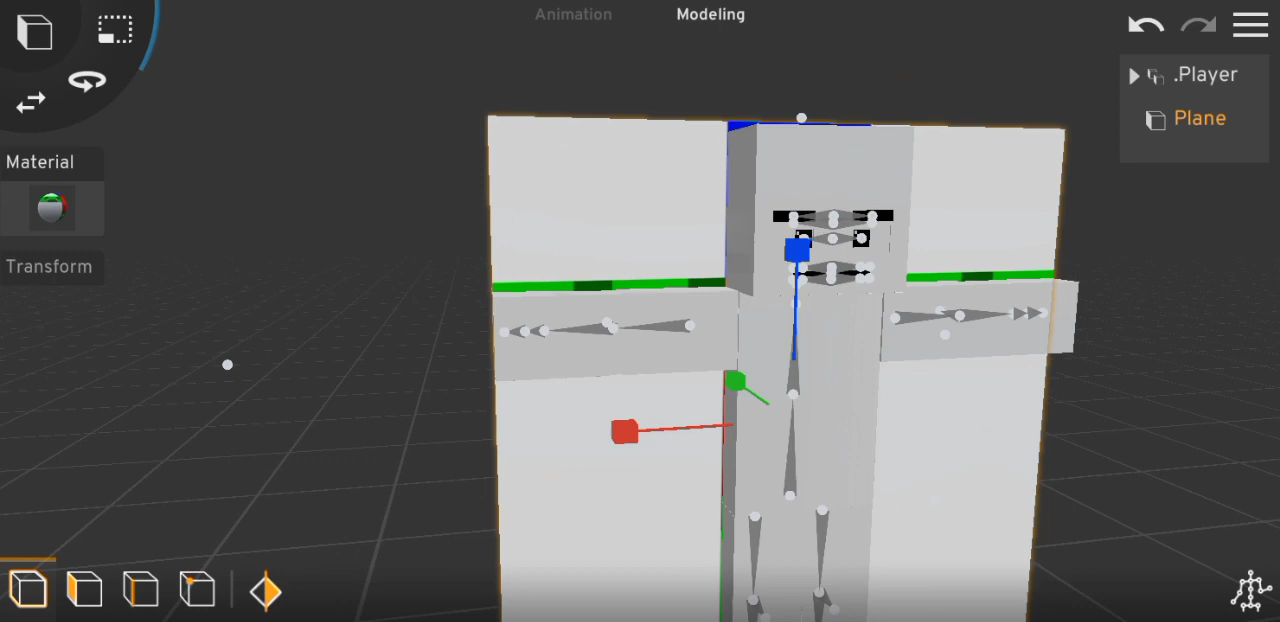 Animation
Modeling
.Player
Plane
Material
Transform